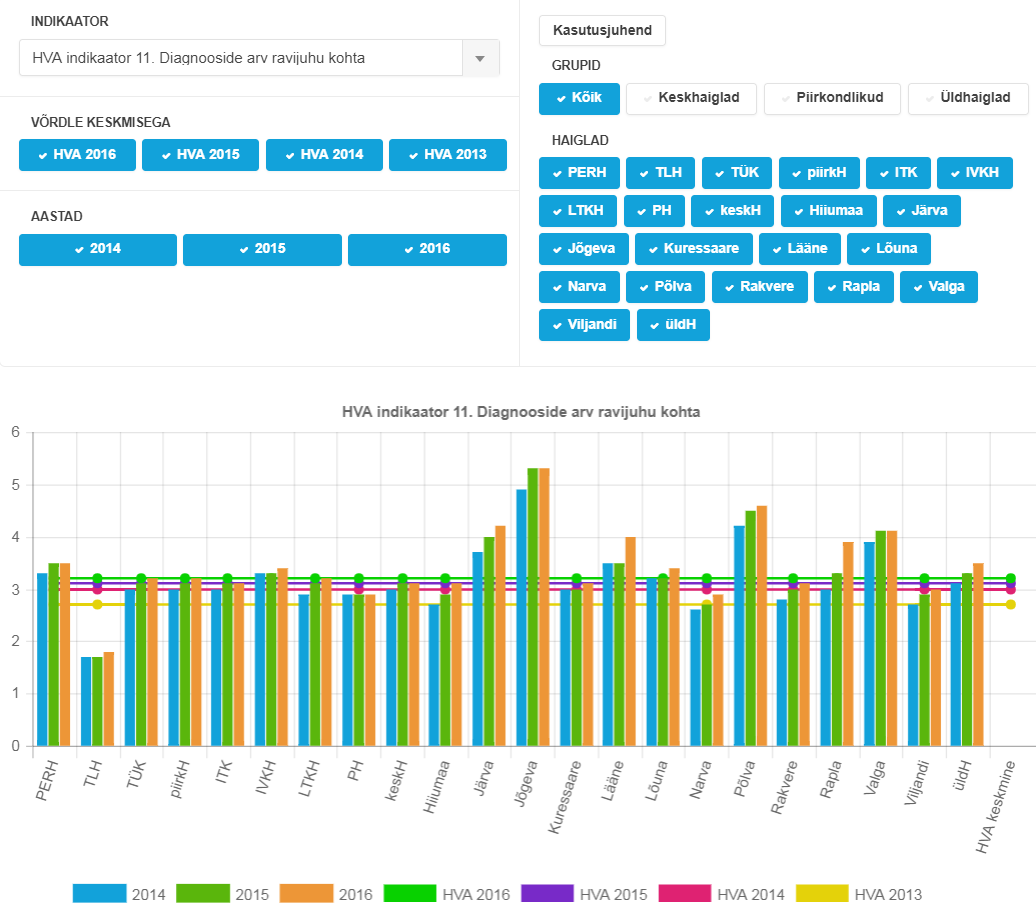 INDIKAATOR
HVA indikaator 11. Diagnooside arv ravijuhu kohta
VÕRDLE KESKMISEGA
HVA 2016 HVA 2015 HVA 2014 HVA 2013
AASTAD
2014 2015 2016
Kasutusjuhend
GRUPID
Kõik Keskhaiglad Piirkondlikud Üldhaiglad
HAIGLAD
PERH TLH TÜK piirkH ITK IVKH
LTKH PH keskH Hiiumaa Järva
Jõgeva Kuressaare Lääne Lõuna
Narva Põlva Rakvere Rapla Valga
Viljandi üldH
HVA indikaator 11. Diagnooside arv ravijuhu kohta
6
5
4
3
2
1
0
PERH TLH TÜK piirkH ITK IVKH LTKH PH keskH Hiiumaa Järva Jõgeva Kuressaare Lääne Lõuna Narva Põlva Rakvere Rapla Valga Viljandi üldH HVA keskmine
2014 2015 2016 HVA 2016 HVA 2015 HVA 2014 HVA 2013